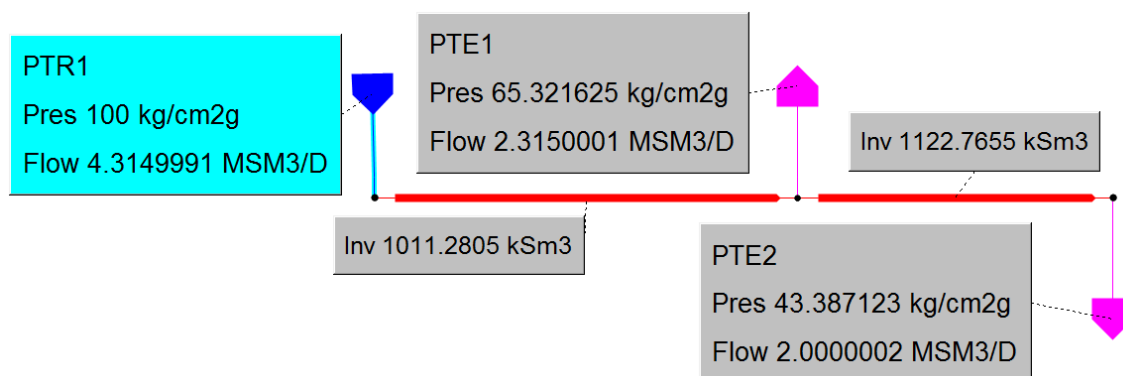 PTR1
Pres 100 kg/cm2g
Flow 4.3149991 MSM3/D
PTE1
Pres 65.321625 kg/cm2g
Flow 2.3150001 MSM3/D
Inv 1122.7655 kSm3
Inv 1011.2805 kSm3
PTE2
Pres 43.387123 kg/cm2g
Flow 2.0000002 MSM3/D